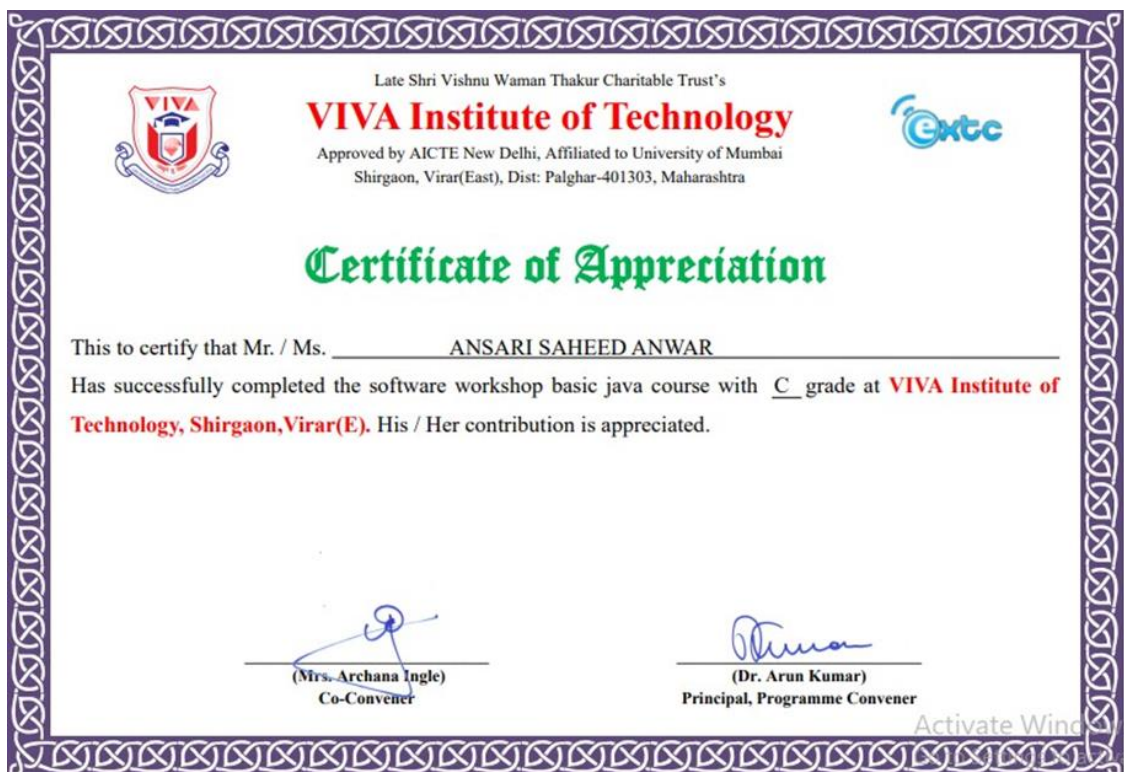 Late Shri Vishnu Waman Thakur Charitable Trust's
VIVA
VIVA Institute of Technology
extc
Approved by AICTE New Delhi, Affiliated to University of Mumbai
Shirgaon, Virar(East), Dist: Palghar-401303, Maharashtra
Certificate of Appreciation
This to certify that Mr. / Ms. ANSARI SAHEED ANWAR
Has successfully completed the software workshop basic java course with C grade at VIVA Institute of
Technology, Shirgaon,Virar(E). His / Her contribution is appreciated.
(Mrs. Archana Ingle)
Co-Convener
(Dr. Arun Kumar)
Principal, Programme Convener
Activate Window